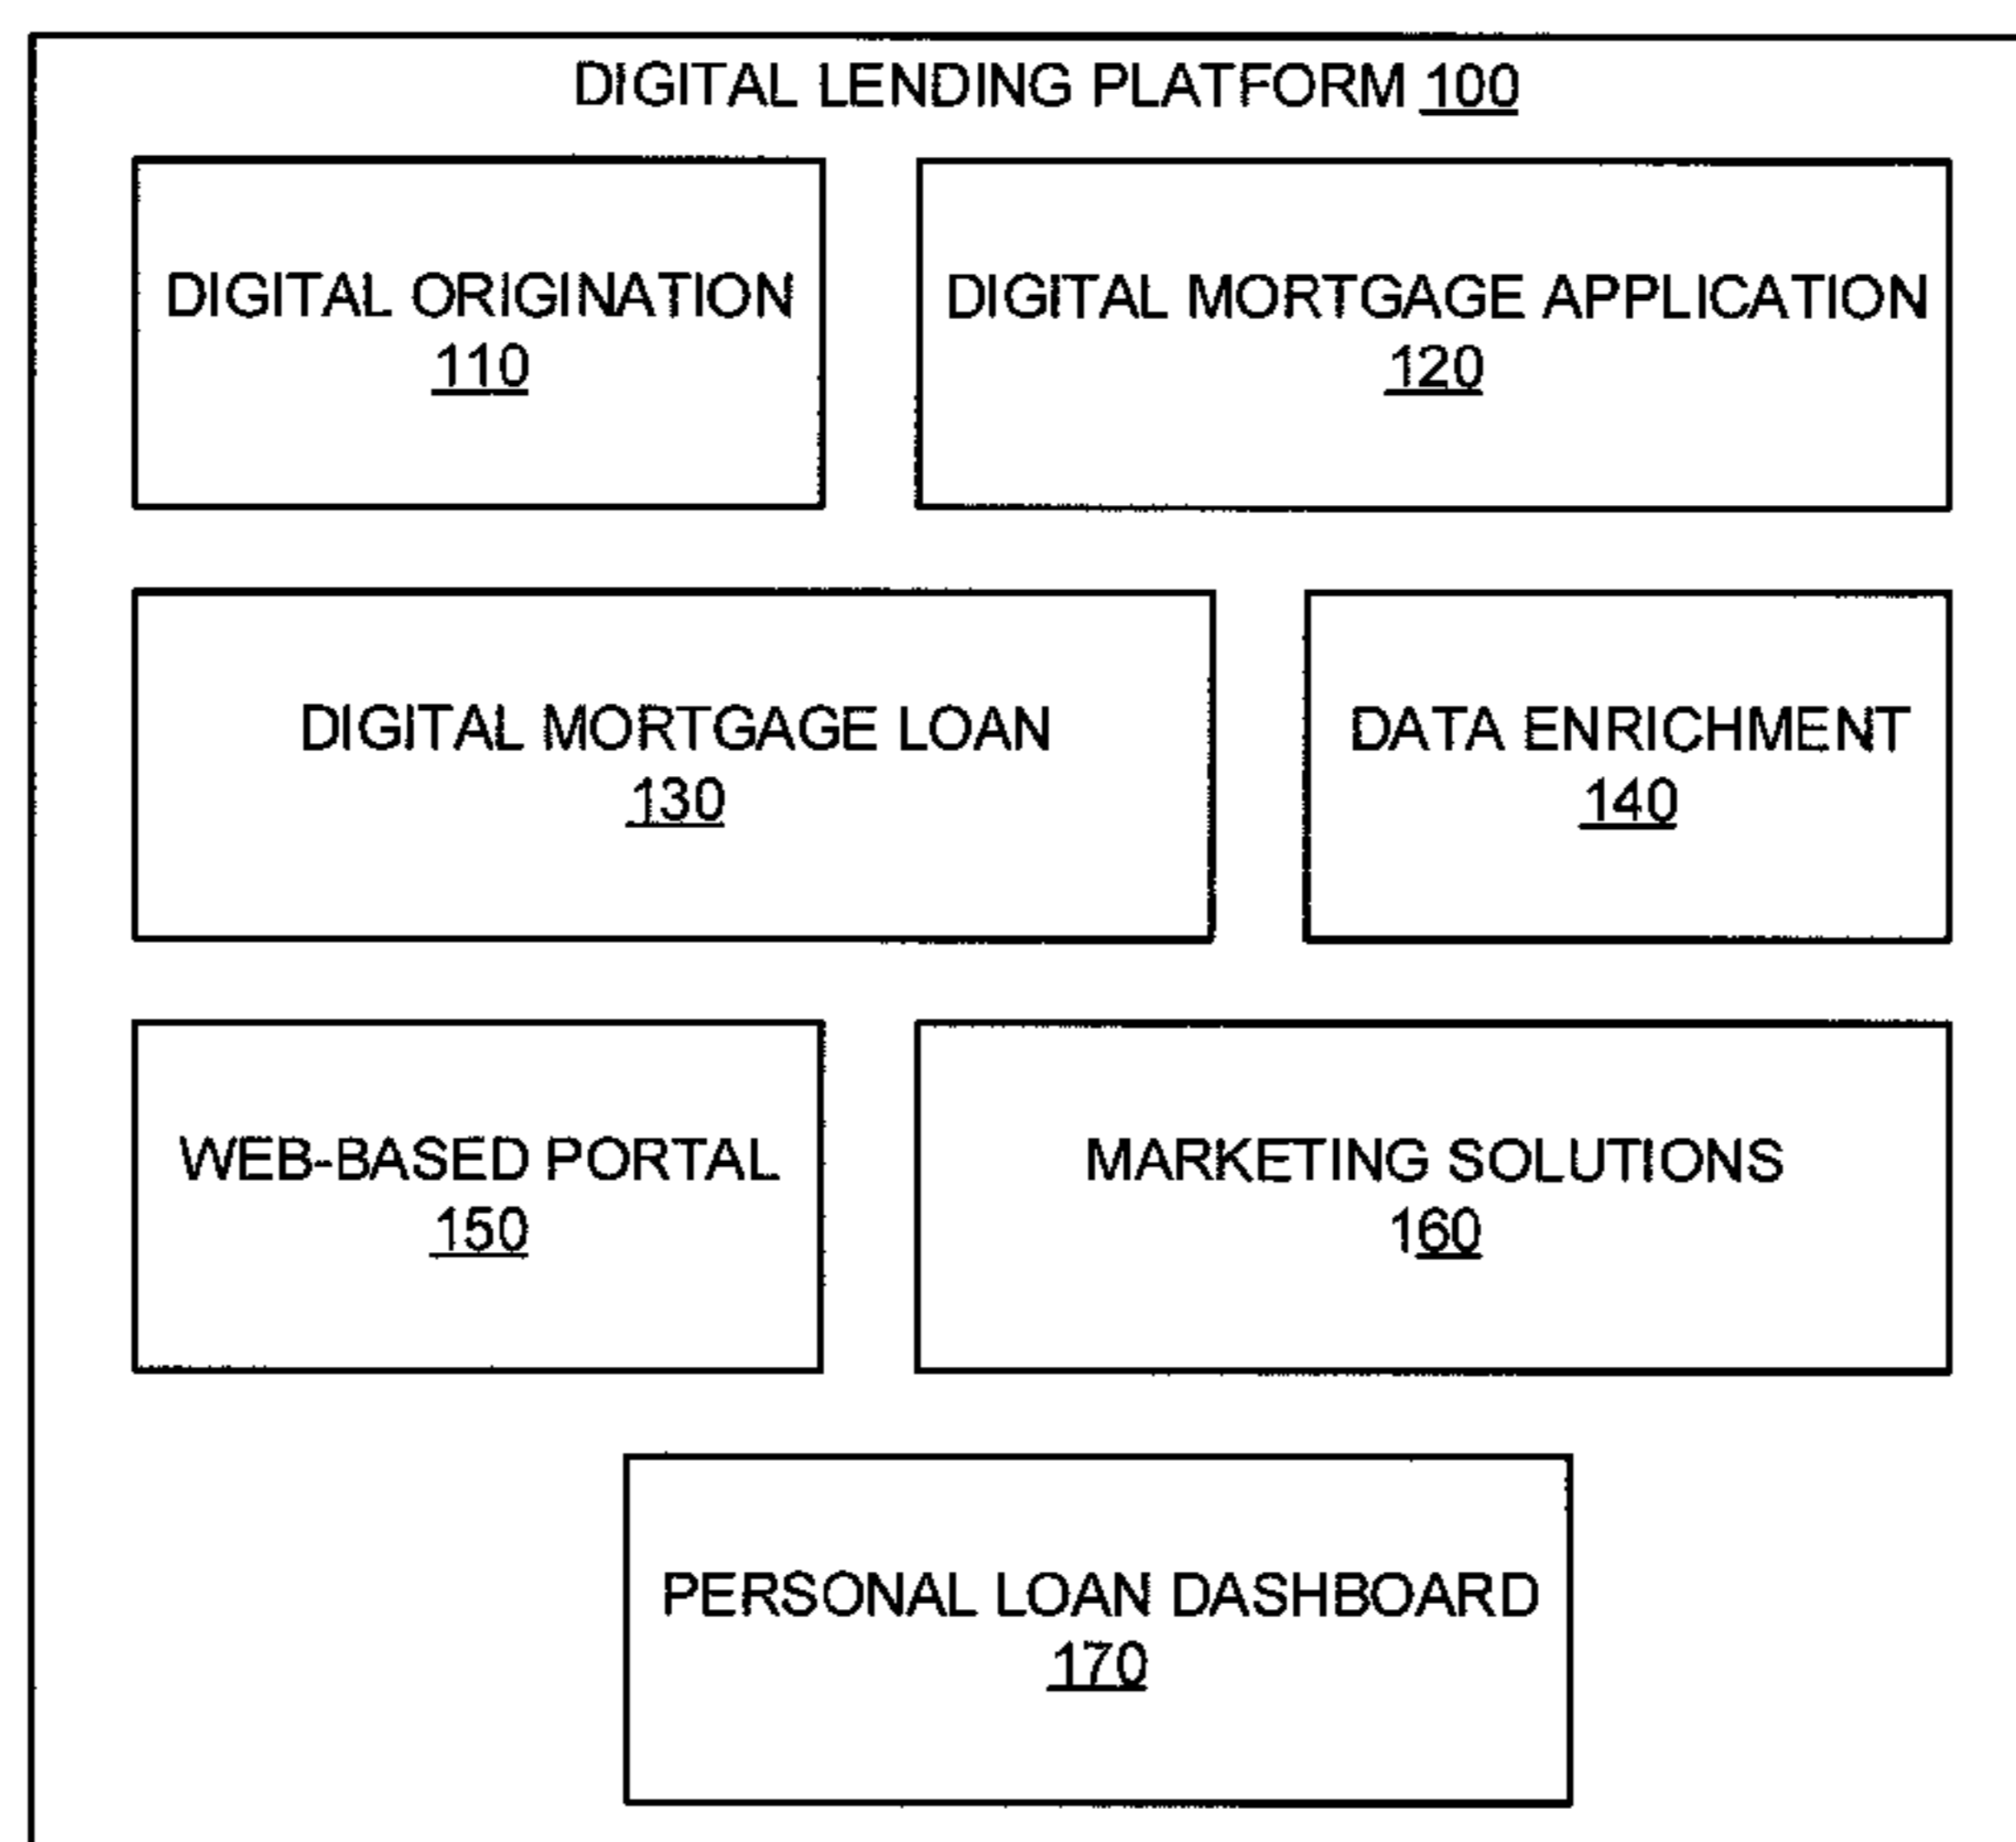 DIGITAL LENDING PLATFORM 100
DIGITAL ORIGINATION
110
DIGITAL MORTGAGE APPLICATION
120
DIGITAL MORTGAGE LOAN
130
DATA ENRICHMENT
140
WEB-BASED PORTAL
150
MARKETING SOLUTIONS
160
PERSONAL LOAN DASHBOARD
170